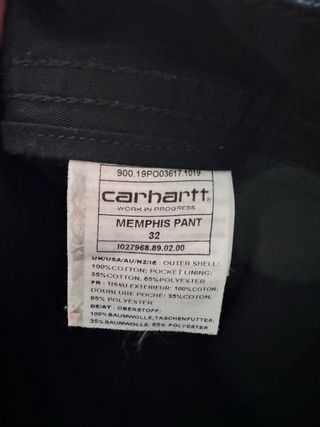 900.19PO03617.1019
carhartt
WORK IN PROGRESS
MEMPHIS PANT
32
I027968.89.02.00
UK/USA/AU/NZ/IE : OUTER SHELL:
100%COTTON; POCKET LINING:
35%COTON, 65%POLYESTER
FR : TISSU EXTERIEUR: 100%COTON;
DOUBLURE POCHE: 35%COTON,
65% POLYESTER
DE/AT : OBERSTOFF:
100%BAUMWOLLE;TASCHENFUTTER:
35%BAUMWOLLE, 65% POLYESTER